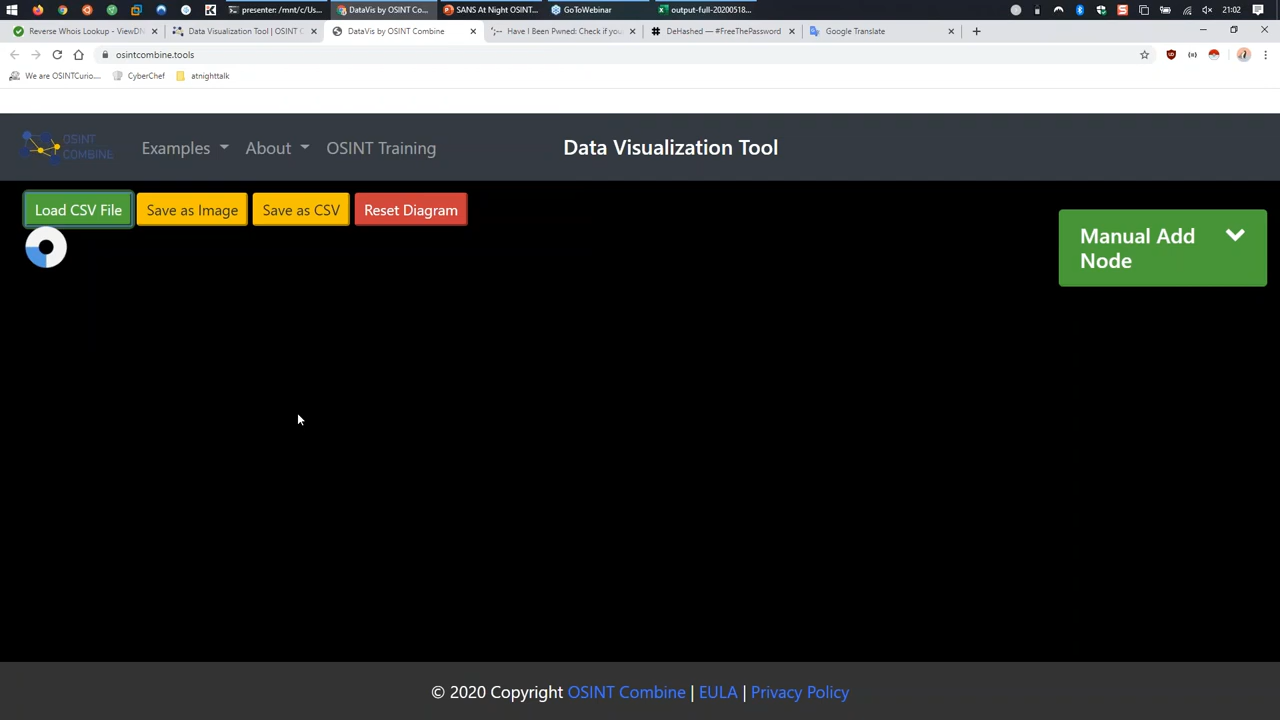 presenter: /mnt/c/Us...
DataVis by OSINT Co...
SANS At Night OSINT...
GoToWebinar
output-full-20200518...
21:02
Reverse Whois Lookup - ViewDN
Data Visualization Tool | OSINT C
DataVis by OSINT Combine
Have I Been Pwned: Check if your
DeHashed — #FreeThePassword
Google Translate
osintcombine.tools
We are OSINTCurio...
CyberChef
atnighttalk
OSINT
COMBINE
Examples
About
OSINT Training
Data Visualization Tool
Load CSV File
Save as Image
Save as CSV
Reset Diagram
Manual Add
Node
© 2020 Copyright OSINT Combine | EULA | Privacy Policy